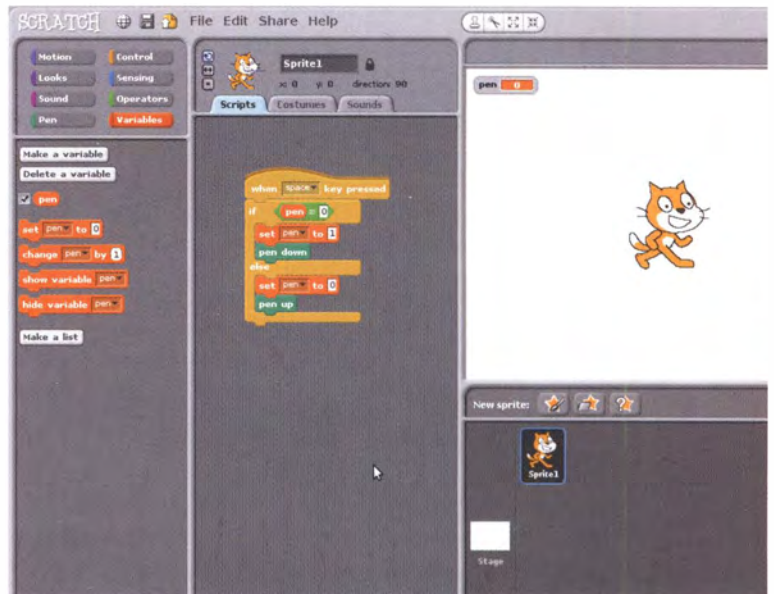 SCRATCH File Edit Share Help
Motion Control
Looks Sensing
Sound Operators
Pen Variables
Make a variable
Delete a variable
pen
set pen to 0
change pen by 1
show variable pen
hide variable pen
Make a list
Sprite1
x: 0 y: 0 direction: 90
Scripts Costumes Sounds
when space key pressed
if pen = 0
set pen to 1
pen down
else
set pen to 0
pen up
pen 0
New sprite:
Sprite1
Stage